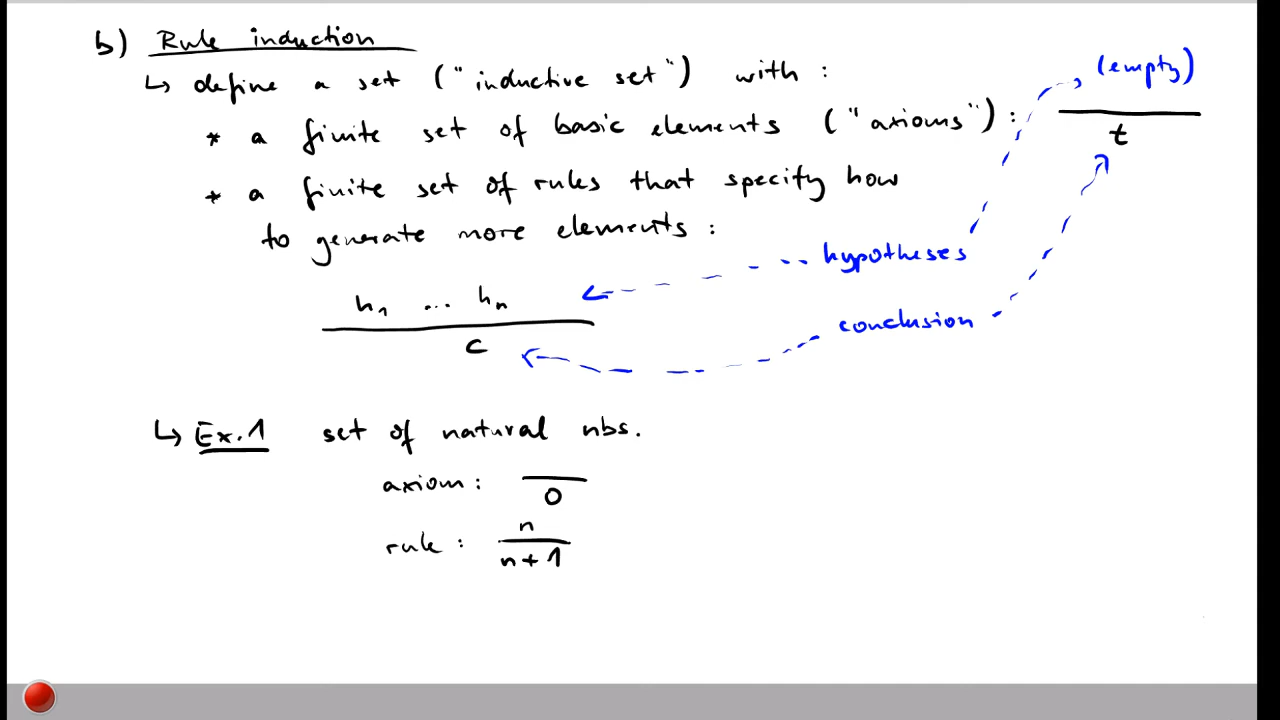 b) Rule induction
↳ define a set ("inductive set") with :
(empty)
* a finite set of basic elements ("axioms") :
t
* a finite set of rules that specify how
to generate more elements :
hypotheses
h₁ ... hₙ
c
conclusion
↳ Ex. 1 set of natural nbs.
axiom : 0
rule : n
n + 1